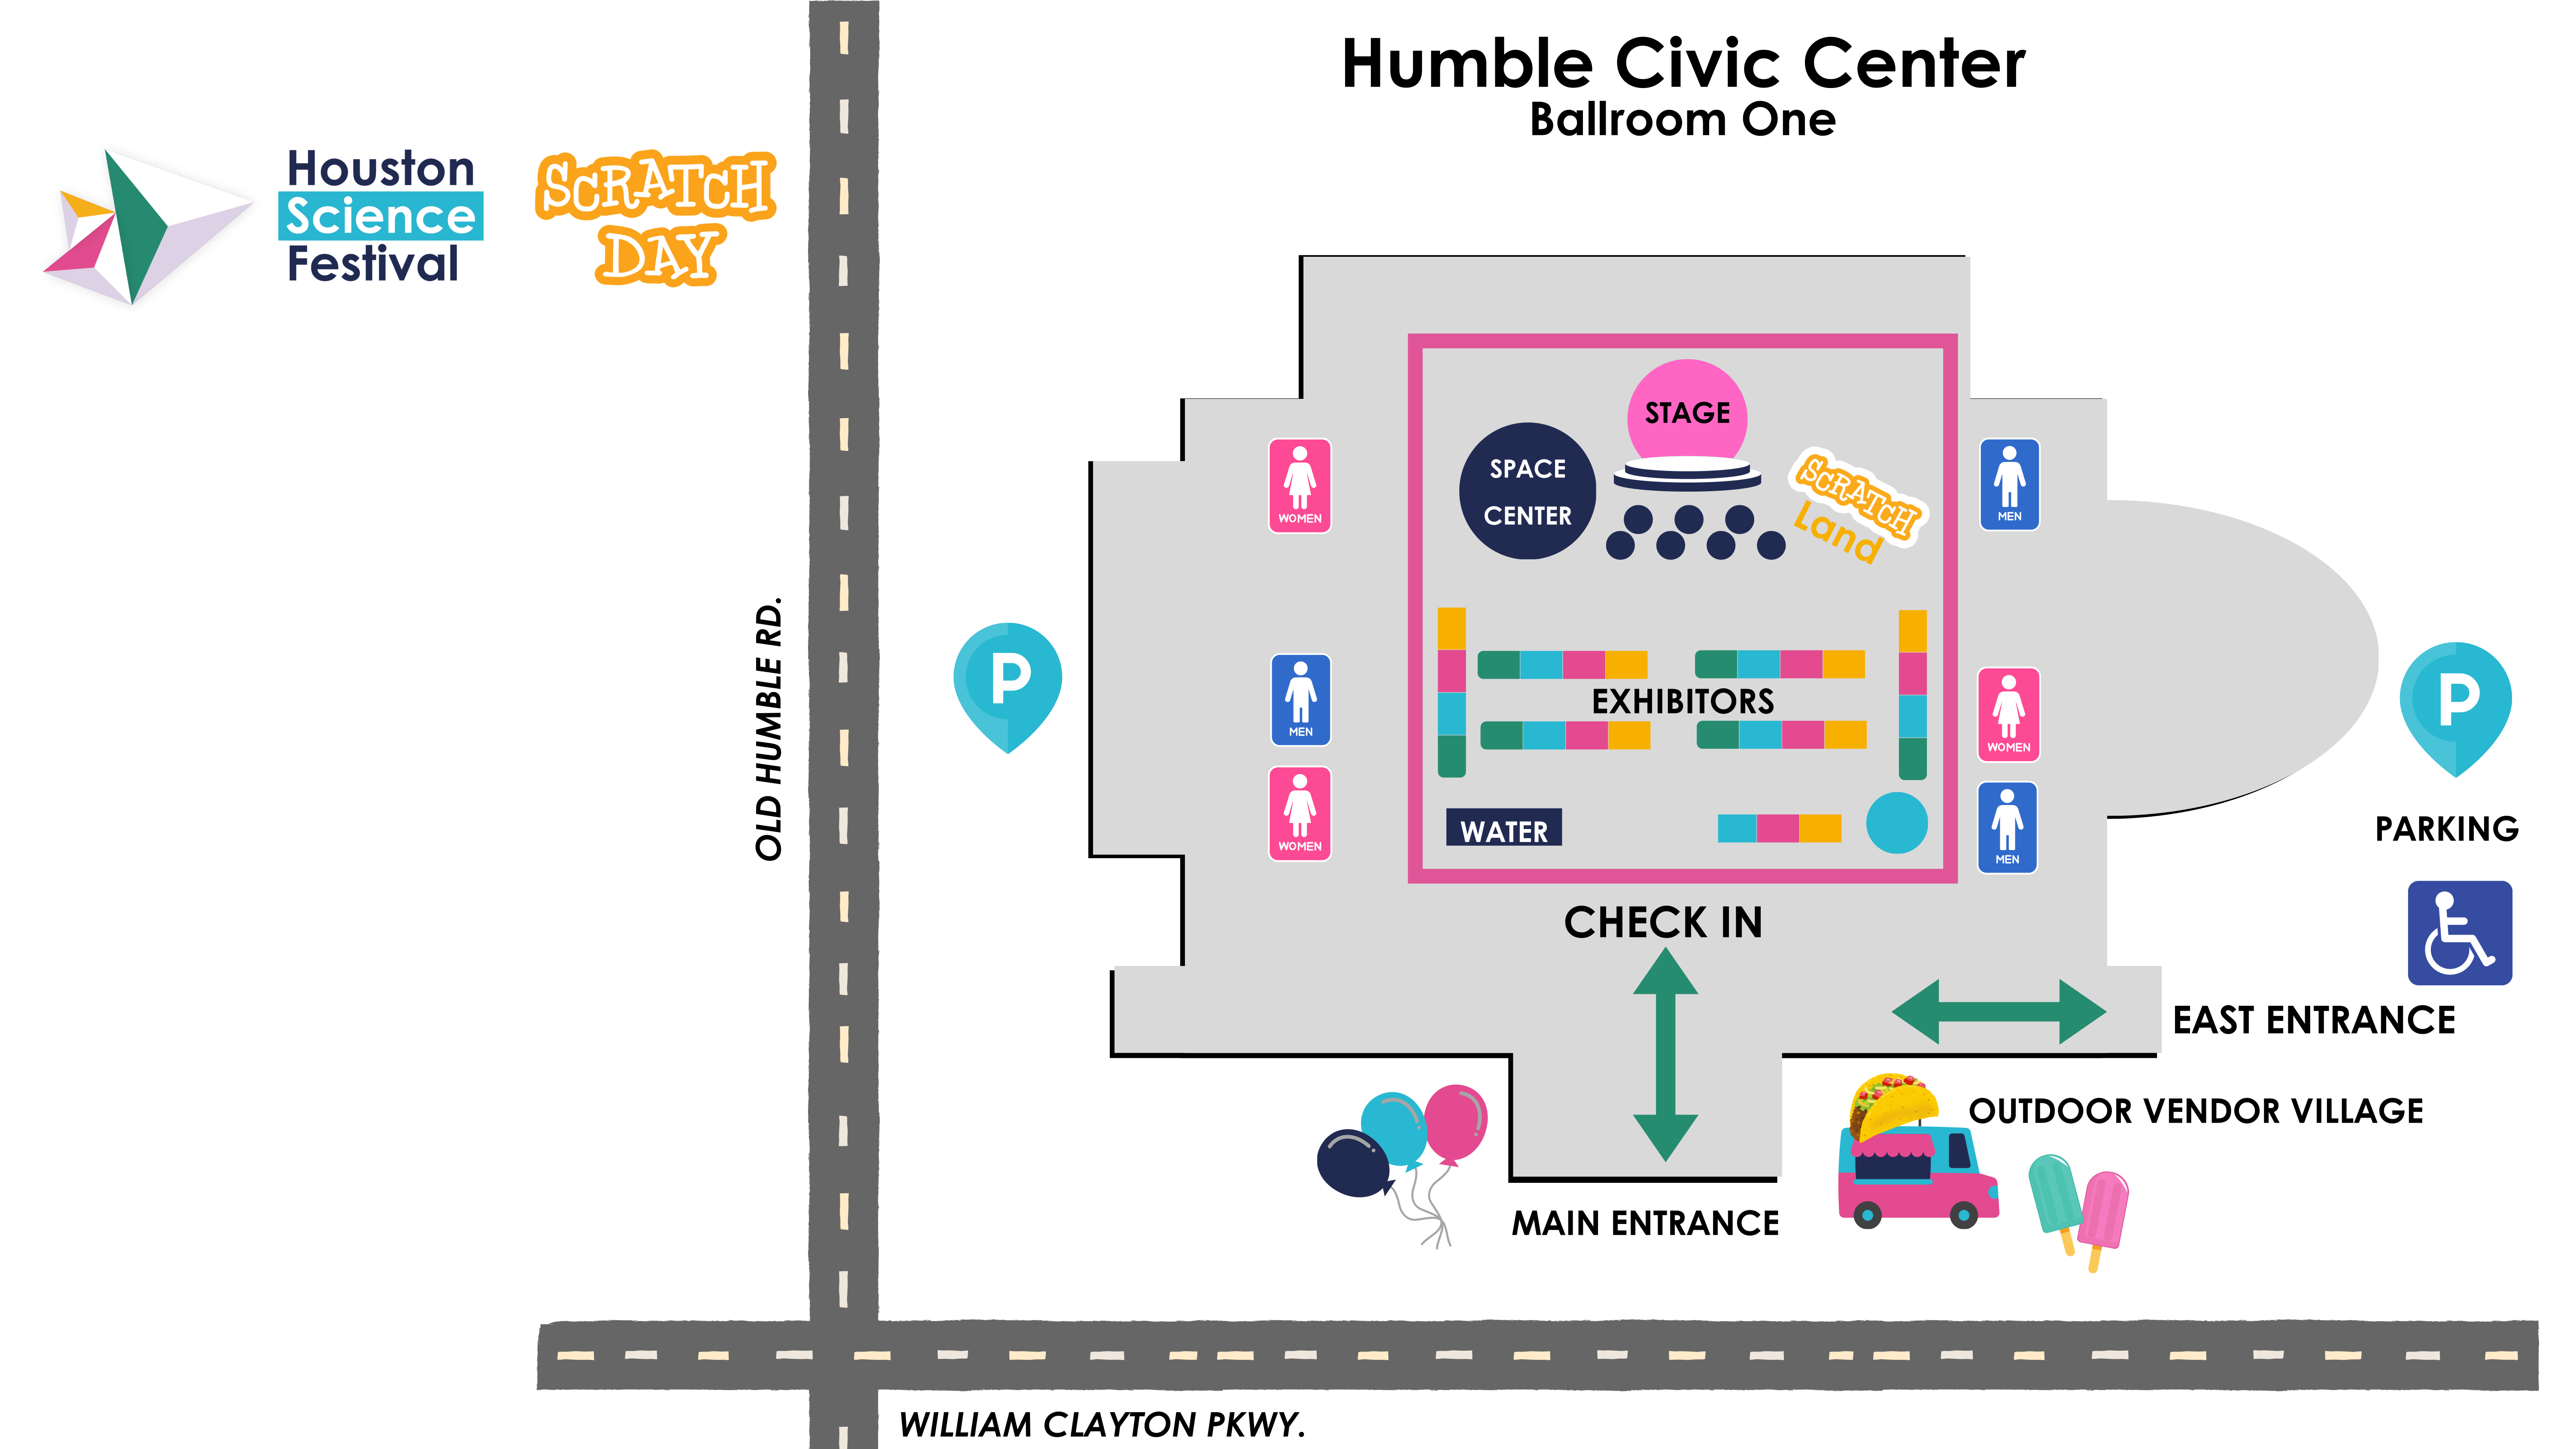 Humble Civic Center
Ballroom One
Houston
Science
Festival
SCRATCH
DAY
STAGE
SPACE
CENTER
SCRATCH
Land
WOMEN
MEN
OLD HUMBLE RD.
P
P
EXHIBITORS
MEN
WOMEN
WOMEN
MEN
WATER
PARKING
CHECK IN
EAST ENTRANCE
OUTDOOR VENDOR VILLAGE
MAIN ENTRANCE
WILLIAM CLAYTON PKWY.